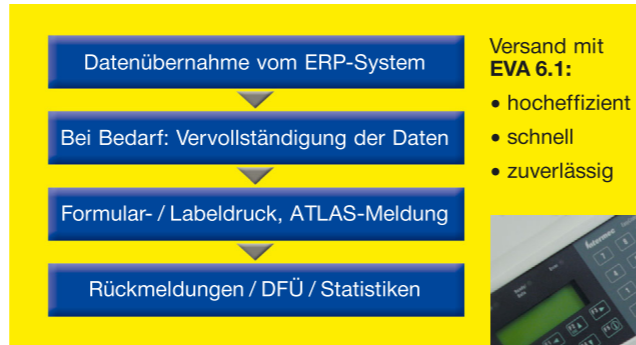 Datenübernahme vom ERP-System
Bei Bedarf: Vervollständigung der Daten
Formular- / Labeldruck, ATLAS-Meldung
Rückmeldungen / DFÜ / Statistiken
Versand mit
EVA 6.1:
• hocheffizient
• schnell
• zuverlässig
Intermec